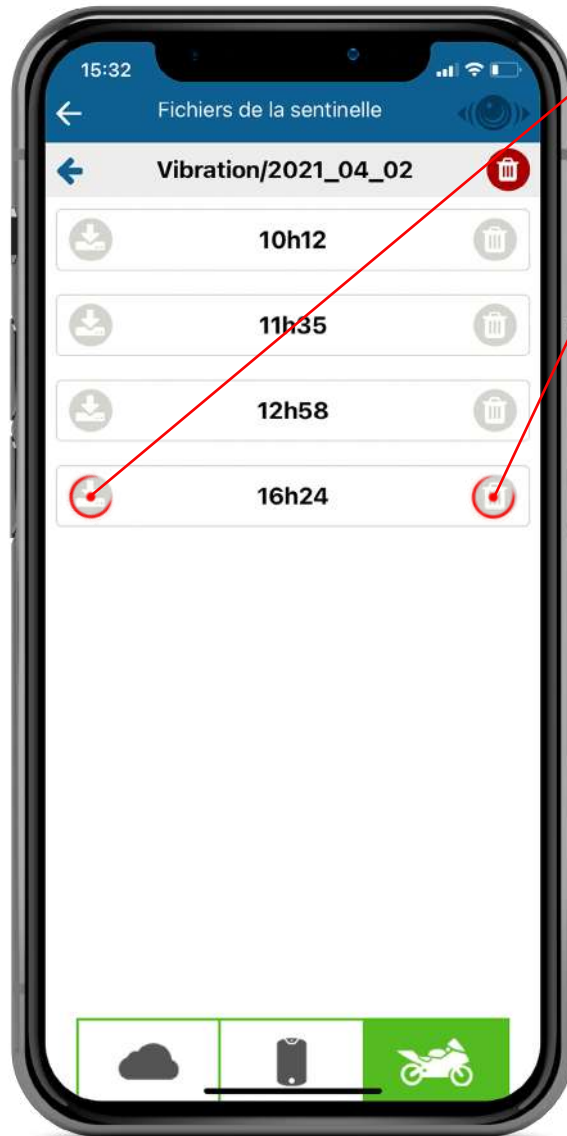 15:32
Fichiers de la sentinelle
Vibration/2021_04_02
10h12
11h35
12h58
16h24